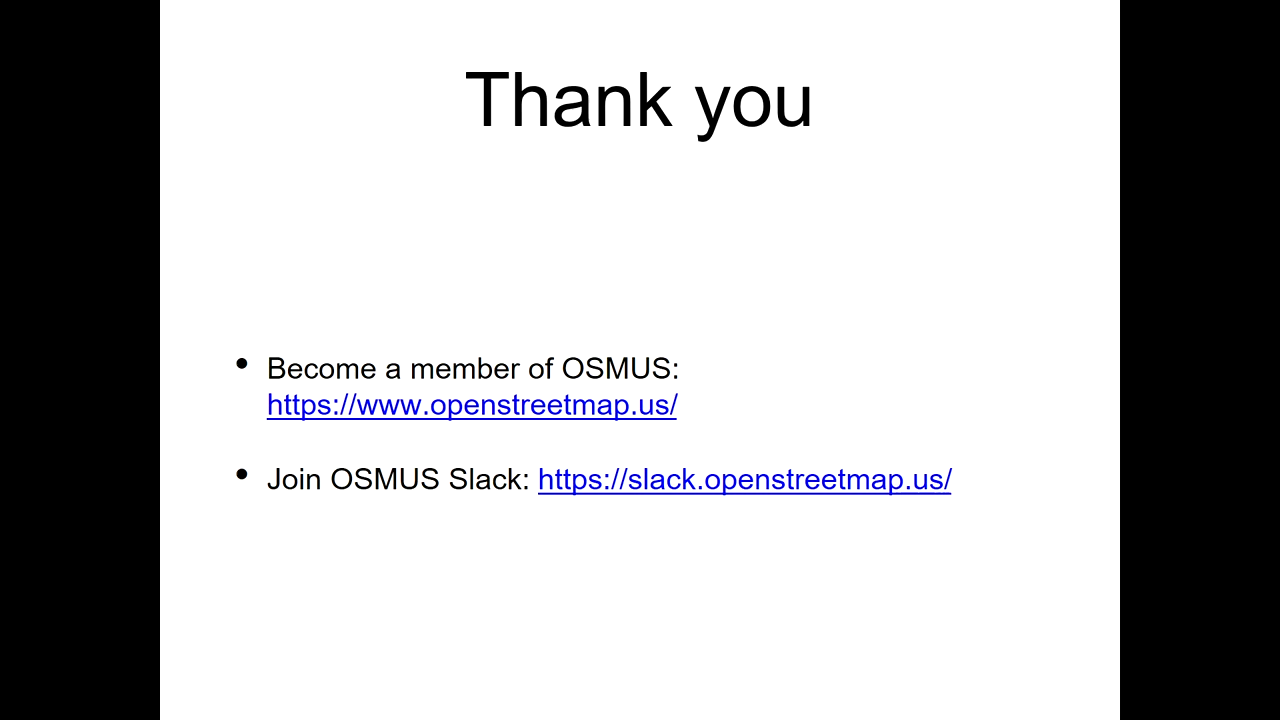 Thank you
• Become a member of OSMUS:
https://www.openstreetmap.us/
• Join OSMUS Slack: https://slack.openstreetmap.us/